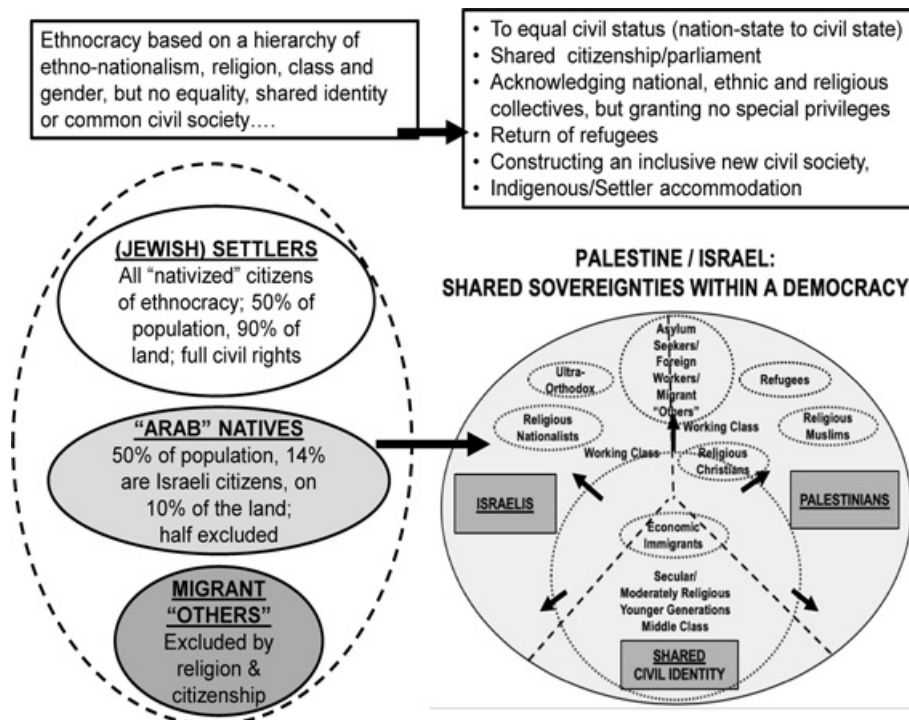 Ethnocracy based on a hierarchy of
ethno-nationalism, religion, class and
gender, but no equality, shared identity
or common civil society….
• To equal civil status (nation-state to civil state)
• Shared citizenship/parliament
• Acknowledging national, ethnic and religious
collectives, but granting no special privileges
• Return of refugees
• Constructing an inclusive new civil society,
• Indigenous/Settler accommodation
(JEWISH) SETTLERS
All “nativized” citizens
of ethnocracy; 50% of
population, 90% of
land; full civil rights
“ARAB” NATIVES
50% of population, 14%
are Israeli citizens, on
10% of the land;
half excluded
MIGRANT
“OTHERS”
Excluded by
religion &
citizenship
PALESTINE / ISRAEL:
SHARED SOVEREIGNTIES WITHIN A DEMOCRACY
Asylum
Seekers/
Foreign
Workers/
Migrant
"Others"
Ultra-
Orthodox
Refugees
Religious
Nationalists
Religious
Muslims
Working Class
Working Class
Religious
Christians
ISRAELIS
PALESTINIANS
Economic
Immigrants
Secular/
Moderately Religious
Younger Generations
Middle Class
SHARED
CIVIL IDENTITY